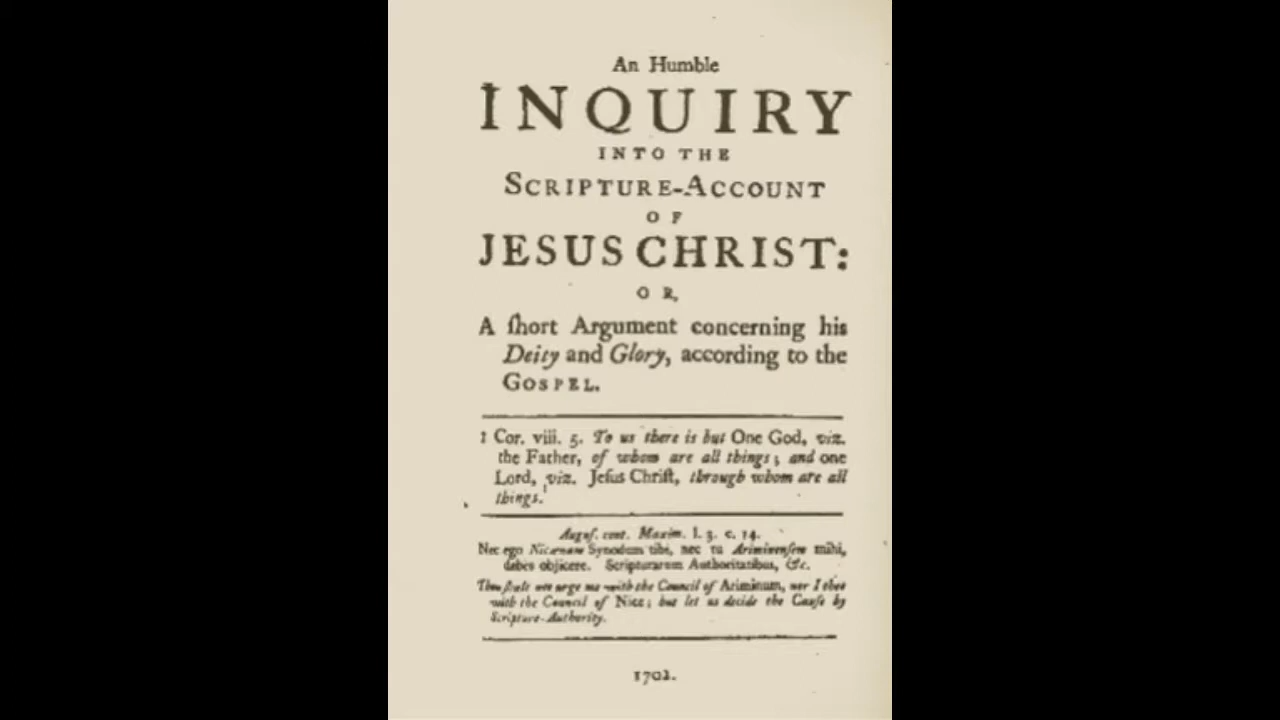 An Humble
INQUIRY
INTO THE
SCRIPTURE-ACCOUNT
OF
JESUS CHRIST:
OR,
A ſhort Argument concerning his
Deity and Glory, according to the
GOSPEL.
1 Cor. viii. 5. To us there is but One God, viz.
the Father, of whom are all things; and one
Lord, viz. Jeſus Chriſt, through whom are all
things.
Auguſ. cont. Maxim. l. 3. c. 14.
Nec ego Nicænam Synodum tibi, nec tu Ariminenſem mihi,
debes objicere. Scripturarum Authoritatibus, &c.
Thou ſhalt not urge me with the Council of Ariminum, nor I thee
with the Council of Nice; but let us decide the Cauſe by
Scripture-Authority.
1702.